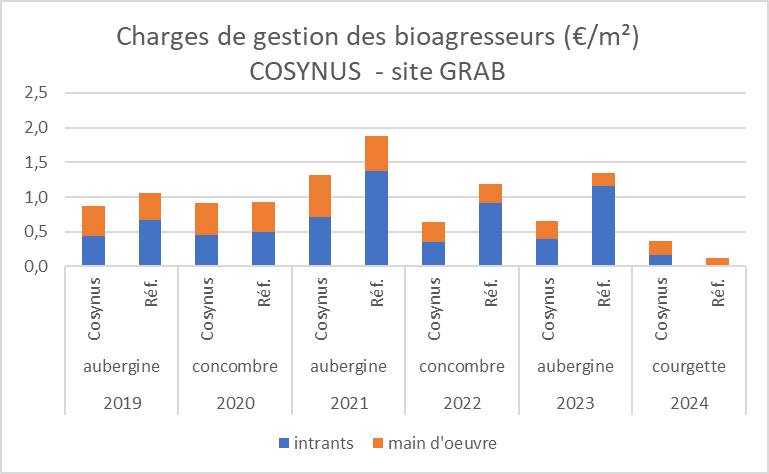 Charges de gestion des bioagresseurs (€/m²)
COSYNUS - site GRAB
2,5
2,0
1,5
1,0
0,5
0,0
Cosynus Réf. Cosynus Réf. Cosynus Réf. Cosynus Réf. Cosynus Réf. Cosynus Réf.
aubergine concombre aubergine concombre aubergine courgette
2019 2020 2021 2022 2023 2024
intrants main d'oeuvre